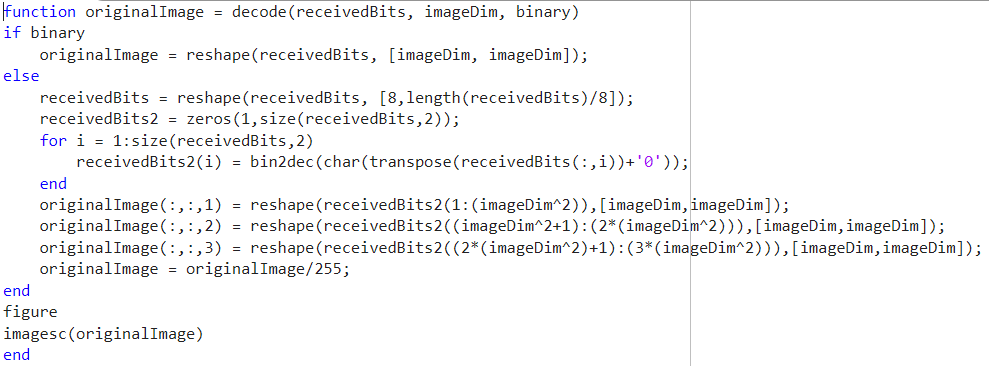 function originalImage = decode(receivedBits, imageDim, binary)
if binary
    originalImage = reshape(receivedBits, [imageDim, imageDim]);
else
    receivedBits = reshape(receivedBits, [8,length(receivedBits)/8]);
    receivedBits2 = zeros(1,size(receivedBits,2));
    for i = 1:size(receivedBits,2)
        receivedBits2(i) = bin2dec(char(transpose(receivedBits(:,i))+'0'));
    end
    originalImage(:,:,1) = reshape(receivedBits2(1:(imageDim^2)),[imageDim,imageDim]);
    originalImage(:,:,2) = reshape(receivedBits2((imageDim^2+1):(2*(imageDim^2))),[imageDim,imageDim]);
    originalImage(:,:,3) = reshape(receivedBits2((2*(imageDim^2)+1):(3*(imageDim^2))),[imageDim,imageDim]);
    originalImage = originalImage/255;
end
figure
imagesc(originalImage)
end